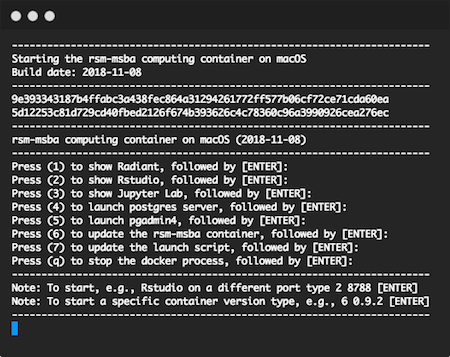 -----------------------------------------------------------------------
Starting the rsm-msba computing container on macOS
Build date: 2018-11-08
-----------------------------------------------------------------------
9e393343187b4ffabc3a438fec864a31294261772ff577b06cf72ce71cda60ea
5d12253c81d729cd40fbed2126f674b393626c4c78360c96a3990926cea276ec
-----------------------------------------------------------------------
rsm-msba computing container on macOS (2018-11-08)
-----------------------------------------------------------------------
Press (1) to show Radiant, followed by [ENTER]:
Press (2) to show Rstudio, followed by [ENTER]:
Press (3) to show Jupyter Lab, followed by [ENTER]:
Press (4) to launch postgres server, followed by [ENTER]:
Press (5) to launch pgadmin4, followed by [ENTER]:
Press (6) to update the rsm-msba container, followed by [ENTER]:
Press (7) to update the launch script, followed by [ENTER]:
Press (q) to stop the docker process, followed by [ENTER]:
-----------------------------------------------------------------------
Note: To start, e.g., Rstudio on a different port type 2 8788 [ENTER]
Note: To start a specific container version type, e.g., 6 0.9.2 [ENTER]
-----------------------------------------------------------------------